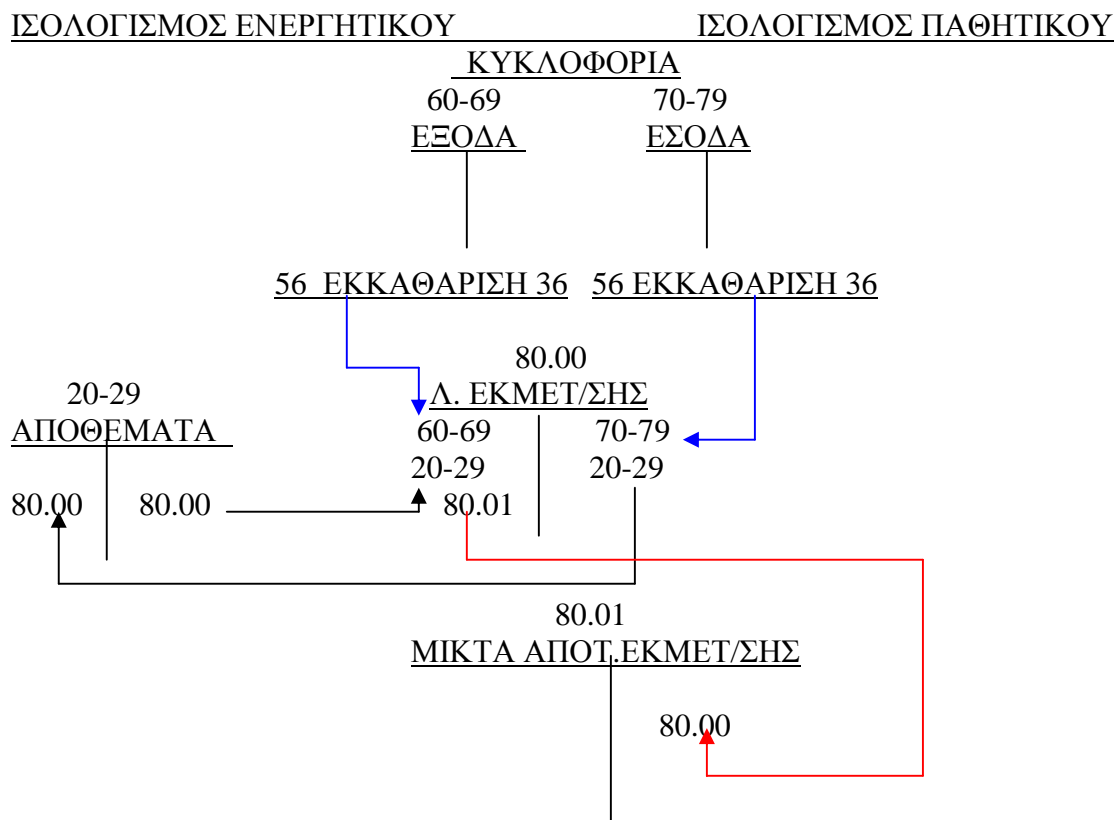 ΙΣΟΛΟΓΙΣΜΟΣ ΕΝΕΡΓΗΤΙΚΟΥ ΙΣΟΛΟΓΙΣΜΟΣ ΠΑΘΗΤΙΚΟΥ
ΚΥΚΛΟΦΟΡΙΑ
60-69 70-79
ΕΞΟΔΑ ΕΣΟΔΑ
56 ΕΚΚΑΘΑΡΙΣΗ 36 56 ΕΚΚΑΘΑΡΙΣΗ 36
80.00
20-29 Λ. ΕΚΜΕΤ/ΣΗΣ
ΑΠΟΘΕΜΑΤΑ 60-69 70-79
20-29 20-29
80.00 80.00 80.01
80.01
ΜΙΚΤΑ ΑΠΟΤ.ΕΚΜΕΤ/ΣΗΣ
80.00